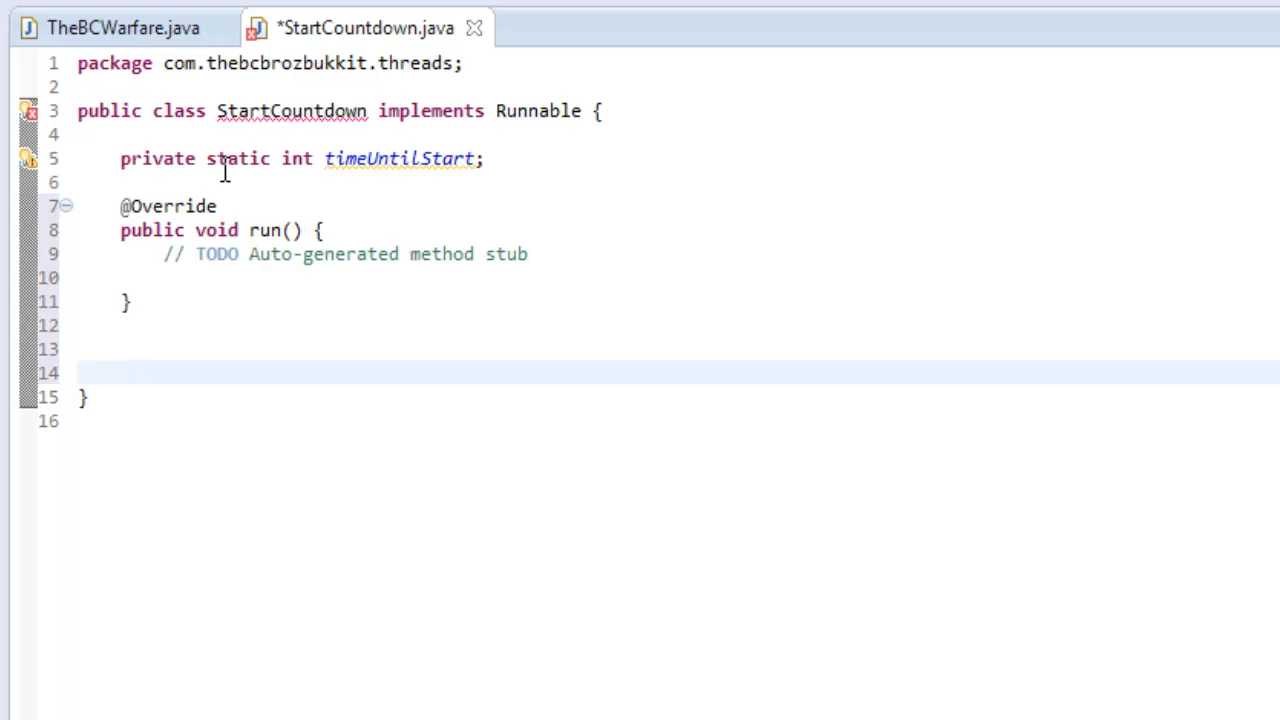 TheBCWarfare.java *StartCountdown.java
1 package com.thebcbrozbukkit.threads;
2
3 public class StartCountdown implements Runnable {
4
5 private static int timeUntilStart;
6
7 @Override
8 public void run() {
9 // TODO Auto-generated method stub
10
11 }
12
13
14
15 }
16